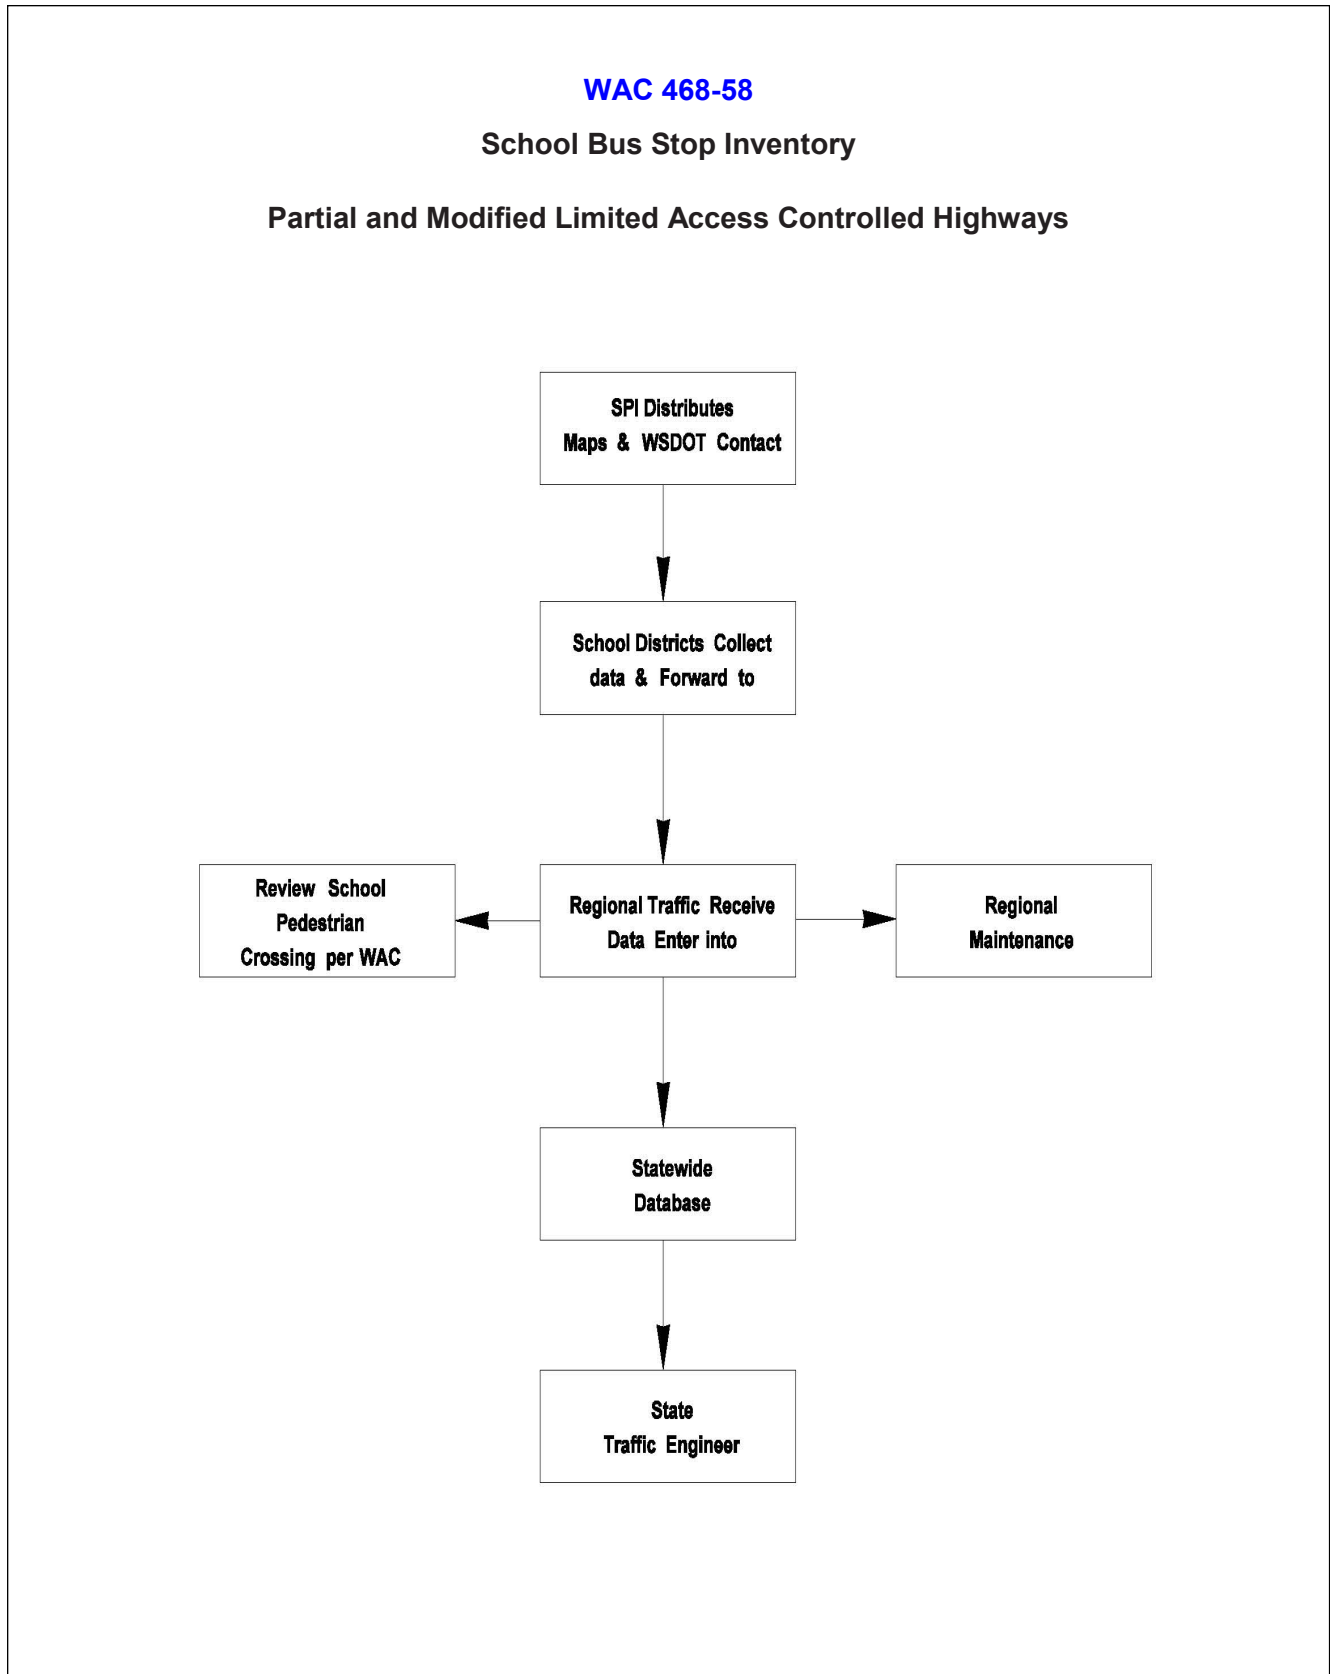 WAC 468-58
School Bus Stop Inventory
Partial and Modified Limited Access Controlled Highways
SPI Distributes
Maps & WSDOT Contact
School Districts Collect
data & Forward to
Review School
Pedestrian
Crossing per WAC
Regional Traffic Receive
Data Enter into
Regional
Maintenance
Statewide
Database
State
Traffic Engineer